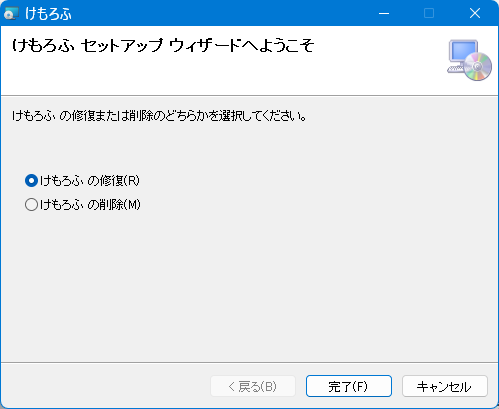 けもろふ
けもろふ セットアップ ウィザードへようこそ
けもろふ の修復または削除のどちらかを選択してください。
けもろふ の修復(R)
けもろふ の削除(M)
< 戻る(B)
完了(F)
キャンセル